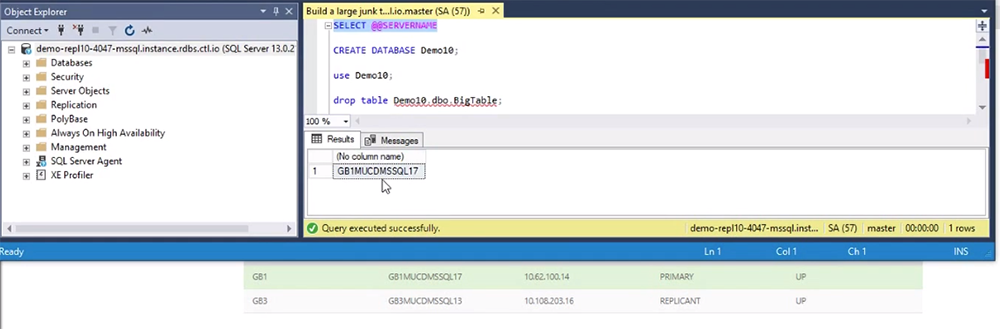 Object Explorer
Connect
demo-repl10-4047-mssql.instance.rdbs.ctl.io (SQL Server 13.0.2
Databases
Security
Server Objects
Replication
PolyBase
Always On High Availability
Management
SQL Server Agent
XE Profiler
Build a large junk t...l.io.master (SA (57))
SELECT @@SERVERNAME
CREATE DATABASE Demo10;
use Demo10;
drop table Demo10.dbo.BigTable;
100 %
Results Messages
(No column name)
1 GB1MUCDMSSQL17
Query executed successfully. demo-repl10-4047-mssql.inst... SA (57) master 00:00:00 1 rows
Ready Ln 1 Col 1 Ch 1 INS
GB1 GB1MUCDMSSQL17 10.62.100.14 PRIMARY UP
GB3 GB3MUCDMSSQL13 10.108.203.16 REPLICANT UP